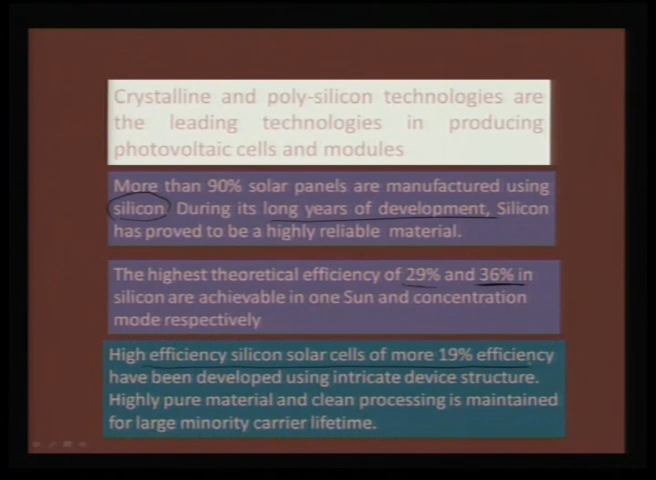 Crystalline and poly-silicon technologies are
the leading technologies in producing
photovoltaic cells and modules
More than 90% solar panels are manufactured using
silicon. During its long years of development, Silicon
has proved to be a highly reliable material.
The highest theoretical efficiency of 29% and 36% in
silicon are achievable in one Sun and concentration
mode respectively
High efficiency silicon solar cells of more 19% efficiency
have been developed using intricate device structure.
Highly pure material and clean processing is maintained
for large minority carrier lifetime.